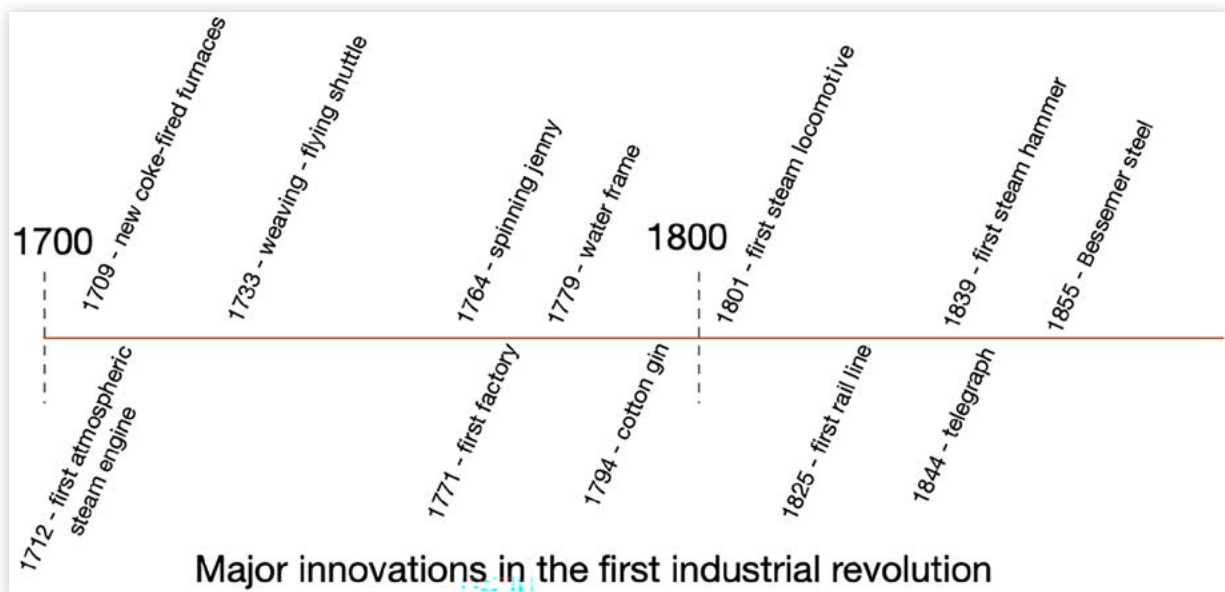 1700
1709 - new coke-fired furnaces
1733 - weaving - flying shuttle
1764 - spinning jenny
1779 - water frame
1800
1801 - first steam locomotive
1839 - first steam hammer
1855 - Bessemer steel
1712 - first atmospheric
steam engine
1771 - first factory
1794 - cotton gin
1825 - first rail line
1844 - telegraph
Major innovations in the first industrial revolution